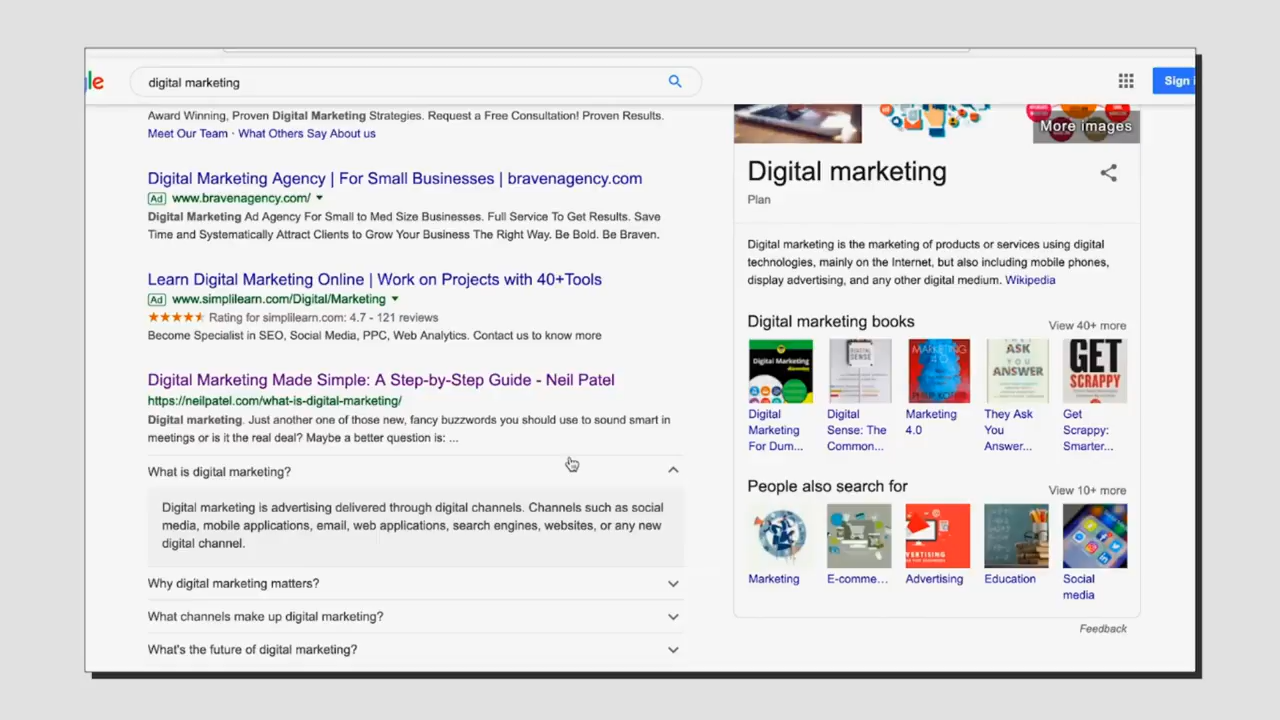 le
digital marketing
Sign i
Award Winning, Proven Digital Marketing Strategies. Request a Free Consultation! Proven Results.
Meet Our Team · What Others Say About us
Digital Marketing Agency | For Small Businesses | bravenagency.com
Ad www.bravenagency.com/
Digital Marketing Ad Agency For Small to Med Size Businesses. Full Service To Get Results. Save
Time and Systematically Attract Clients to Grow Your Business The Right Way. Be Bold. Be Braven.
Learn Digital Marketing Online | Work on Projects with 40+Tools
Ad www.simplilearn.com/Digital/Marketing
Rating for simplilearn.com: 4.7 - 121 reviews
Become Specialist in SEO, Social Media, PPC, Web Analytics. Contact us to know more
Digital Marketing Made Simple: A Step-by-Step Guide - Neil Patel
https://neilpatel.com/what-is-digital-marketing/
Digital marketing. Just another one of those new, fancy buzzwords you should use to sound smart in
meetings or is it the real deal? Maybe a better question is: ...
What is digital marketing?
Digital marketing is advertising delivered through digital channels. Channels such as social
media, mobile applications, email, web applications, search engines, websites, or any new
digital channel.
Why digital marketing matters?
What channels make up digital marketing?
What's the future of digital marketing?
More images
Digital marketing
Plan
Digital marketing is the marketing of products or services using digital
technologies, mainly on the Internet, but also including mobile phones,
display advertising, and any other digital medium. Wikipedia
Digital marketing books
View 40+ more
Digital Marketing
SENSE
MARKETING
4.0
ASK
YOU
ANSWER
GET
SCRAPPY
Digital
Marketing
For Dum...
Digital
Sense: The
Common...
Marketing
4.0
They Ask
You
Answer...
Get
Scrappy:
Smarter...
People also search for
View 10+ more
VERTISING
Marketing
E-comme...
Advertising
Education
Social
media
Feedback